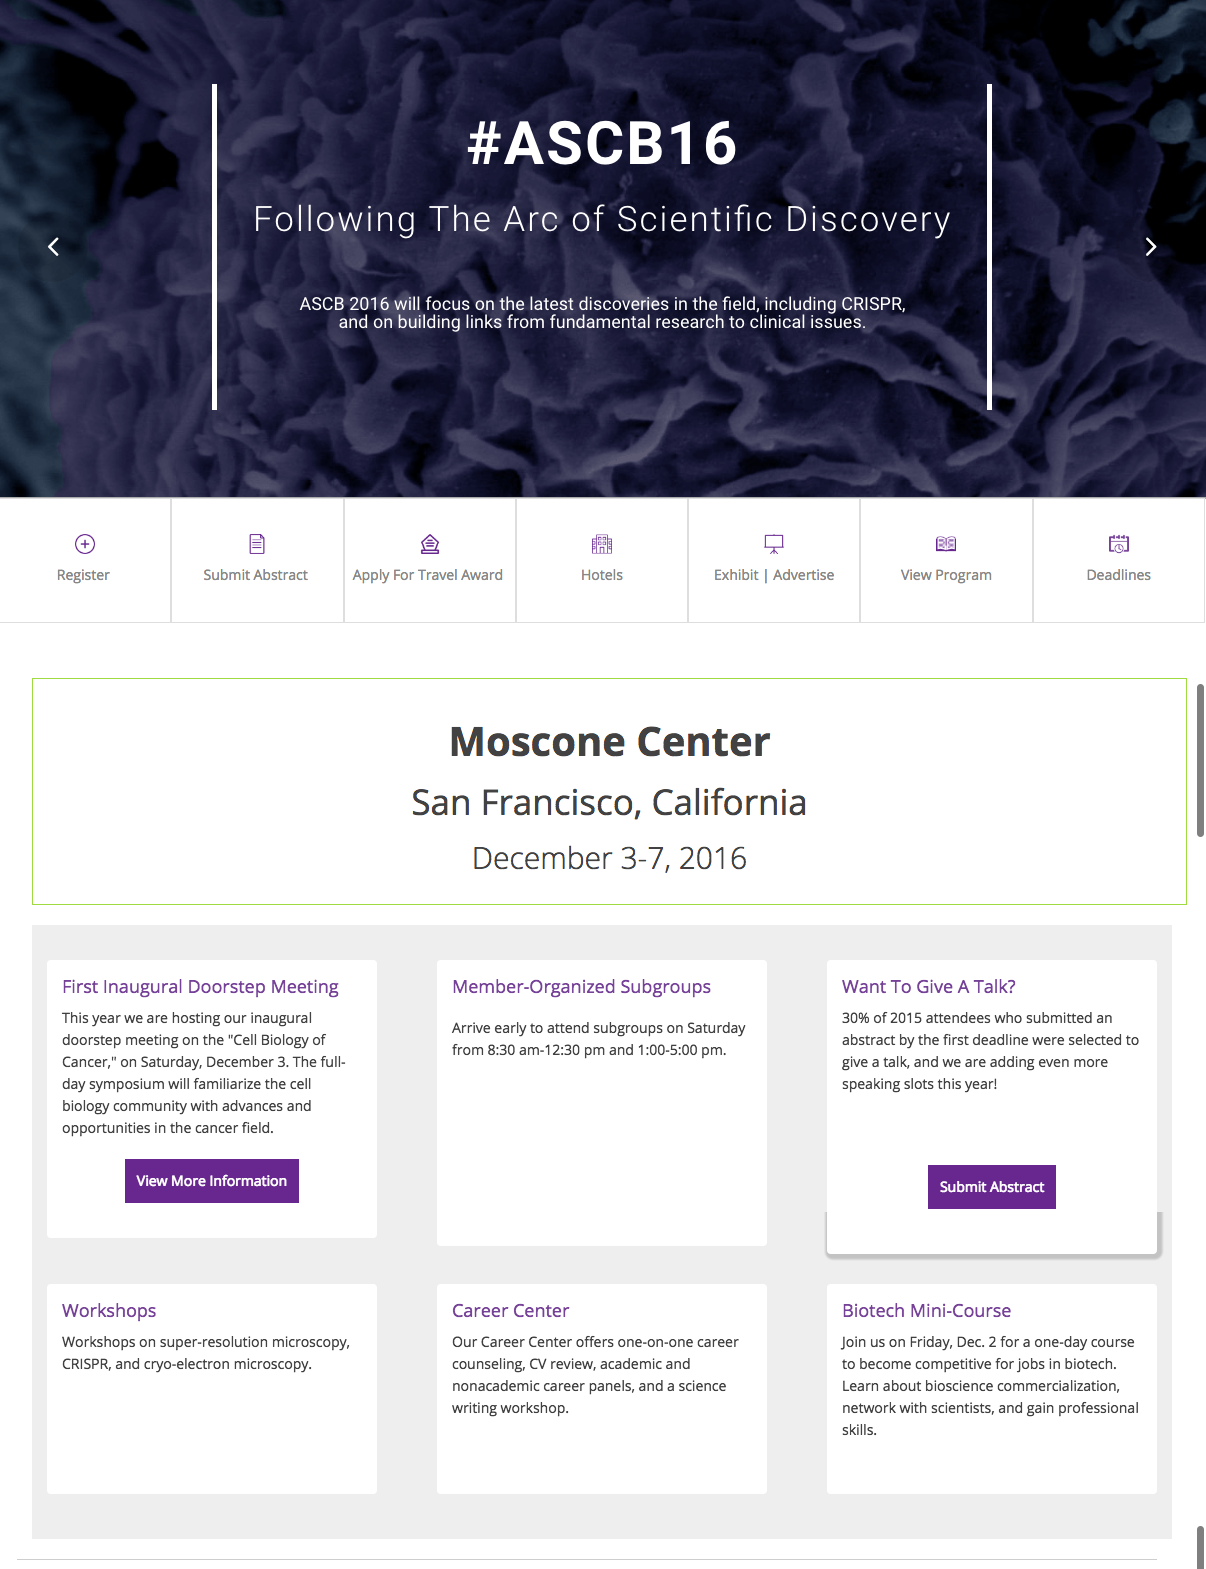 #ASCB16
Following The Arc of Scientific Discovery
ASCB 2016 will focus on the latest discoveries in the field, including CRISPR,
and on building links from fundamental research to clinical issues.
Register
Submit Abstract
Apply For Travel Award
Hotels
Exhibit | Advertise
View Program
Deadlines
Moscone Center
San Francisco, California
December 3-7, 2016
First Inaugural Doorstep Meeting
This year we are hosting our inaugural
doorstep meeting on the "Cell Biology of
Cancer," on Saturday, December 3. The full-
day symposium will familiarize the cell
biology community with advances and
opportunities in the cancer field.
View More Information
Member-Organized Subgroups
Arrive early to attend subgroups on Saturday
from 8:30 am-12:30 pm and 1:00-5:00 pm.
Want To Give A Talk?
30% of 2015 attendees who submitted an
abstract by the first deadline were selected to
give a talk, and we are adding even more
speaking slots this year!
Submit Abstract
Workshops
Workshops on super-resolution microscopy,
CRISPR, and cryo-electron microscopy.
Career Center
Our Career Center offers one-on-one career
counseling, CV review, academic and
nonacademic career panels, and a science
writing workshop.
Biotech Mini-Course
Join us on Friday, Dec. 2 for a one-day course
to become competitive for jobs in biotech.
Learn about bioscience commercialization,
network with scientists, and gain professional
skills.